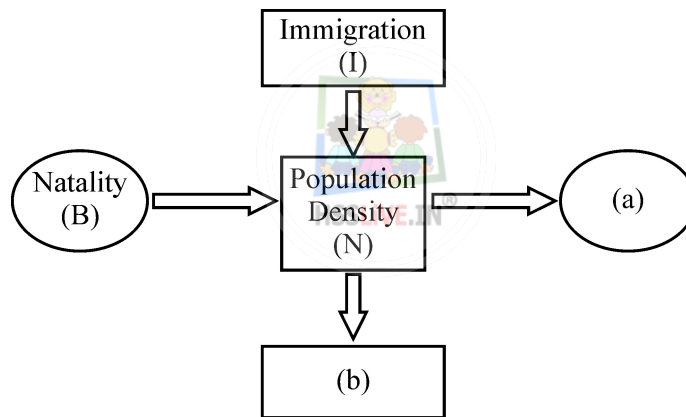 Immigration
(I)
Natality
(B)
Population
Density
(N)
(a)
(b)